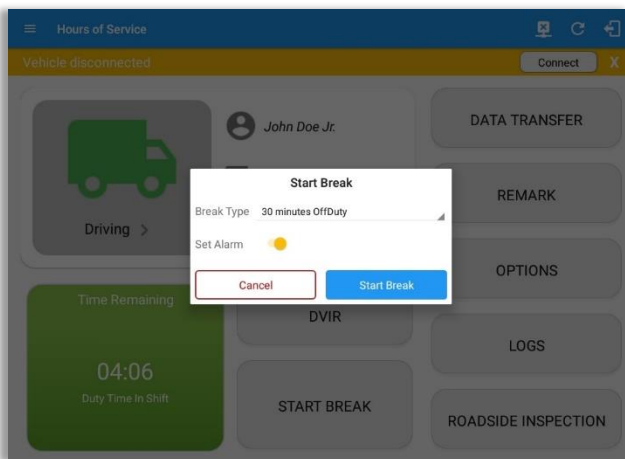 Hours of Service
Vehicle disconnected
Connect
X
John Doe Jr.
DATA TRANSFER
Driving >
REMARK
Start Break
Break Type 30 minutes OffDuty
Set Alarm
Cancel
Start Break
OPTIONS
Time Remaining
04:06
Duty Time In Shift
DVIR
START BREAK
LOGS
ROADSIDE INSPECTION